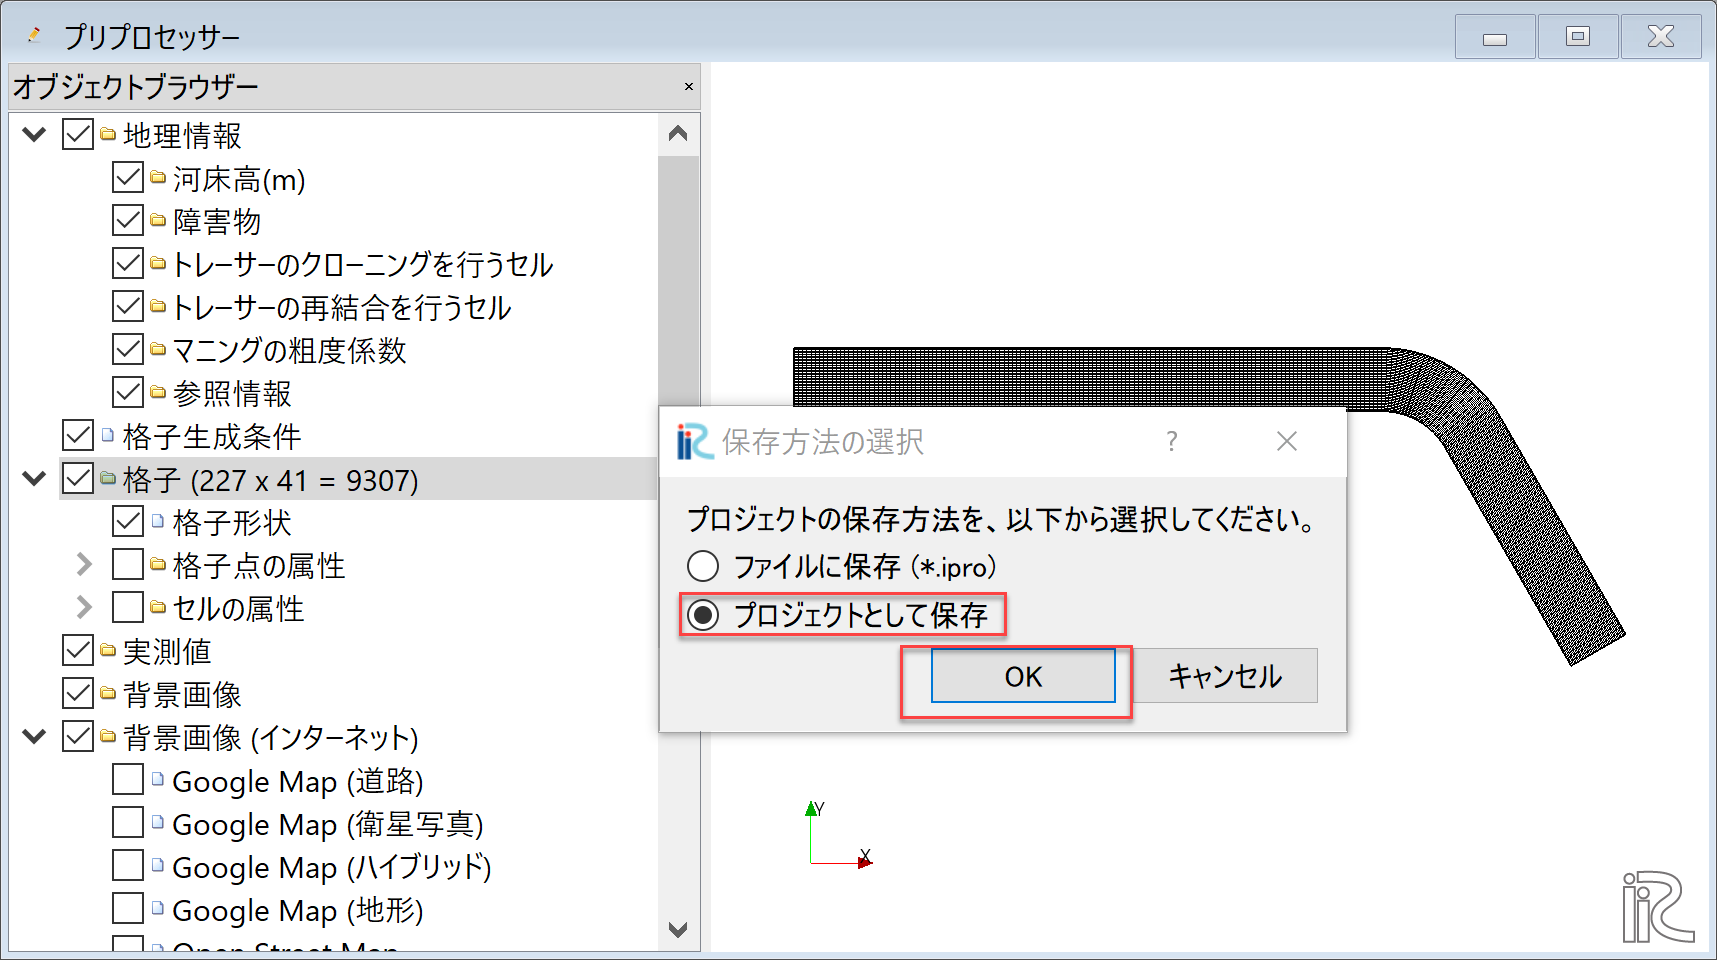 プリプロセッサー
オブジェクトブラウザー
地理情報
河床高(m)
障害物
トレーサーのクローニングを行うセル
トレーサーの再結合を行うセル
マニングの粗度係数
参照情報
格子生成条件
格子 (227 x 41 = 9307)
格子形状
格子点の属性
セルの属性
実測値
背景画像
背景画像 (インターネット)
Google Map (道路)
Google Map (衛星写真)
Google Map (ハイブリッド)
Google Map (地形)
Open Street Map
iRiC
保存方法の選択
?
プロジェクトの保存方法を、以下から選択してください。
ファイルに保存 (*.ipro)
プロジェクトとして保存
OK
キャンセル
Y
X
iRiC